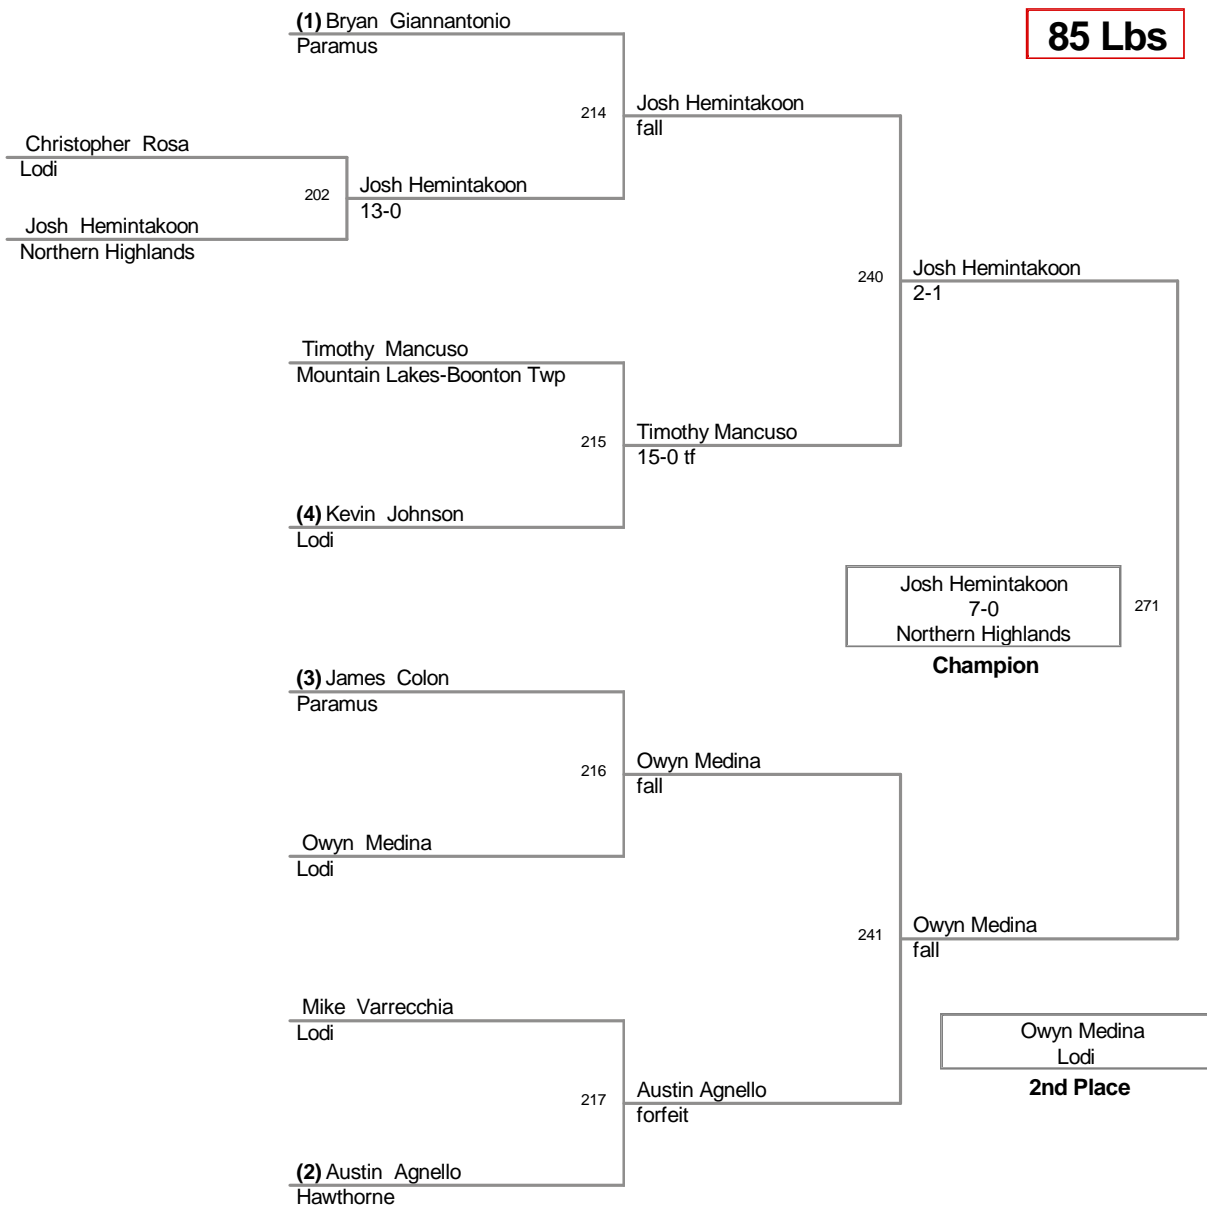 (1) Bryan Giannantonio
Paramus
85 Lbs
214
Josh Hemintakoon
fall
Christopher Rosa
Lodi
202
Josh Hemintakoon
13-0
Josh Hemintakoon
Northern Highlands
240
Josh Hemintakoon
2-1
Timothy Mancuso
Mountain Lakes-Boonton Twp
215
Timothy Mancuso
15-0 tf
(4) Kevin Johnson
Lodi
Josh Hemintakoon
7-0
Northern Highlands
271
Champion
(3) James Colon
Paramus
216
Owyn Medina
fall
Owyn Medina
Lodi
241
Owyn Medina
fall
Mike Varrecchia
Lodi
Owyn Medina
Lodi
2nd Place
217
Austin Agnello
forfeit
(2) Austin Agnello
Hawthorne